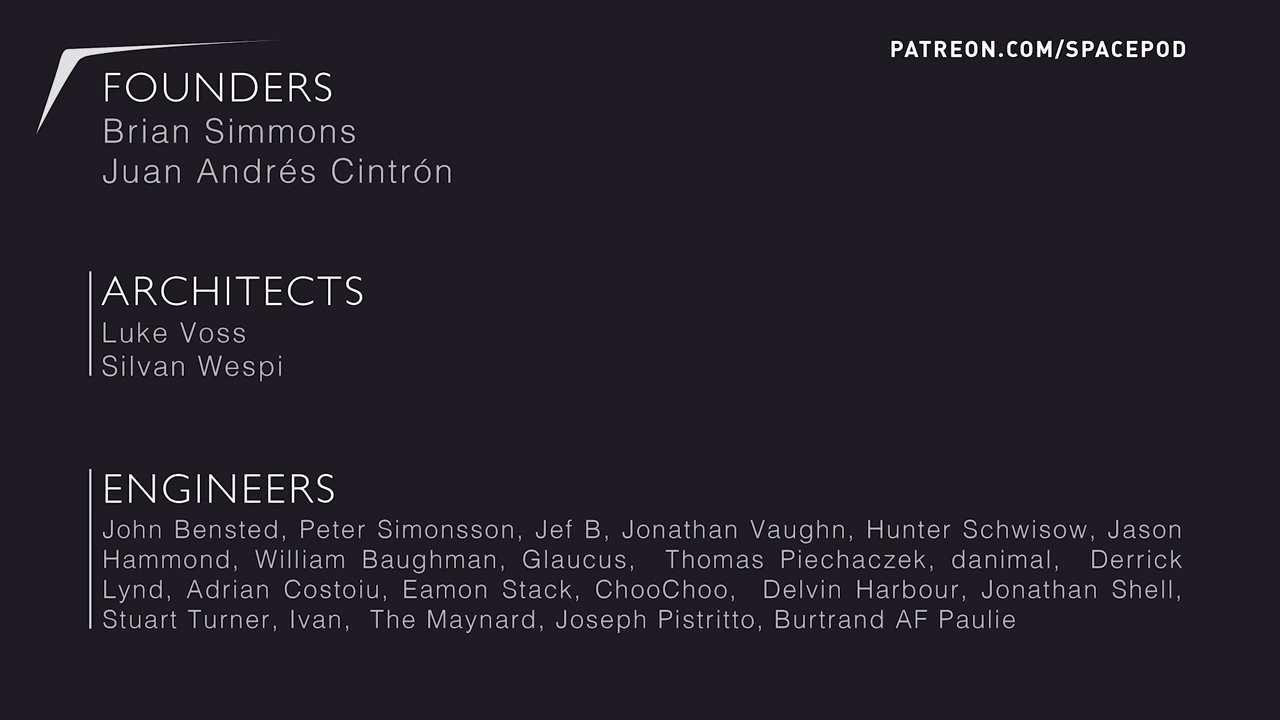 PATREON.COM/SPACEPOD
FOUNDERS
Brian Simmons
Juan Andrés Cintrón
ARCHITECTS
Luke Voss
Silvan Wespi
ENGINEERS
John Bensted, Peter Simonsson, Jef B, Jonathan Vaughn, Hunter Schwisow, Jason
Hammond, William Baughman, Glaucus,  Thomas Piechaczek, danimal,  Derrick
Lynd, Adrian Costoiu, Eamon Stack, ChooChoo,  Delvin Harbour, Jonathan Shell,
Stuart Turner, Ivan,  The Maynard, Joseph Pistritto, Burtrand AF Paulie